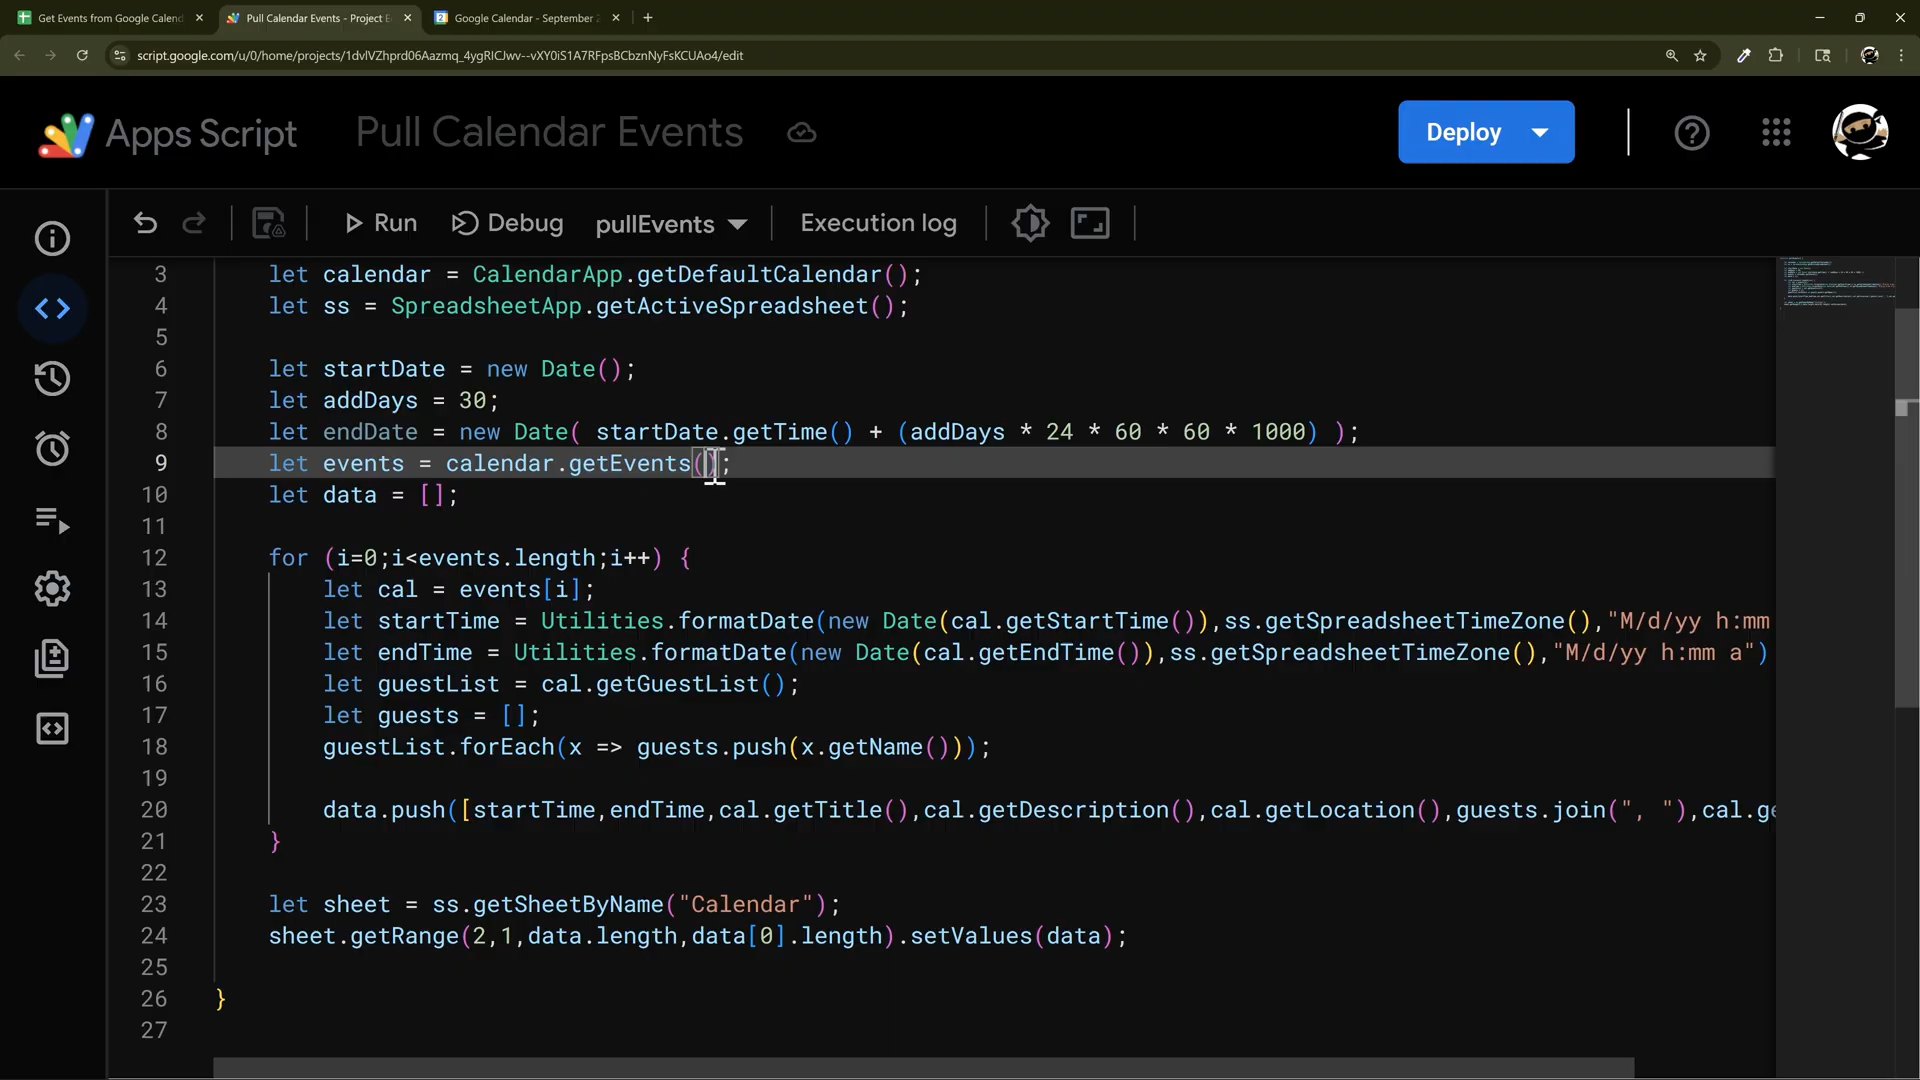 Get Events from Google Calend
Pull Calendar Events - Project E
Google Calendar - September 2
script.google.com/u/0/home/projects/1dvlVZhprd06Aazmq_4ygRlCJwv--vXY0iS1A7RFpsBCbznNyFsKCUAo4/edit
Apps Script
Pull Calendar Events
Deploy
Run
Debug
pullEvents
Execution log
3 let calendar = CalendarApp.getDefaultCalendar();
4 let ss = SpreadsheetApp.getActiveSpreadsheet();
5
6 let startDate = new Date();
7 let addDays = 30;
8 let endDate = new Date( startDate.getTime() + (addDays * 24 * 60 * 60 * 1000) );
9 let events = calendar.getEvents();
10 let data = [];
11
12 for (i=0;i<events.length;i++) {
13 let cal = events[i];
14 let startTime = Utilities.formatDate(new Date(cal.getStartTime()),ss.getSpreadsheetTimeZone(),"M/d/yy h:mm
15 let endTime = Utilities.formatDate(new Date(cal.getEndTime()),ss.getSpreadsheetTimeZone(),"M/d/yy h:mm a")
16 let guestList = cal.getGuestList();
17 let guests = [];
18 guestList.forEach(x => guests.push(x.getName()));
19
20 data.push([startTime,endTime,cal.getTitle(),cal.getDescription(),cal.getLocation(),guests.join(", "),cal.ge
21 }
22
23 let sheet = ss.getSheetByName("Calendar");
24 sheet.getRange(2,1,data.length,data[0].length).setValues(data);
25
26 }
27